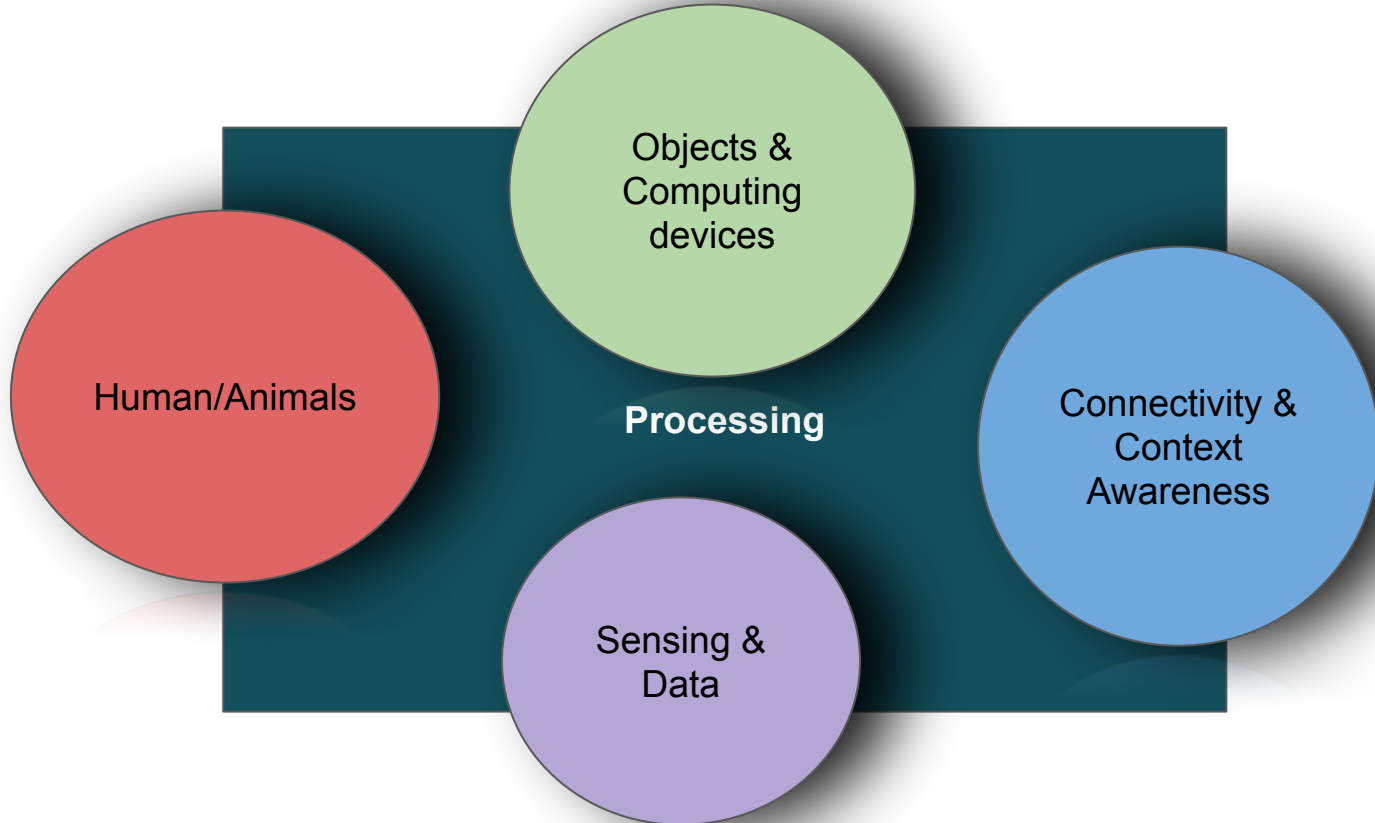 Objects &
Computing
devices
Human/Animals
Processing
Connectivity &
Context
Awareness
Sensing &
Data